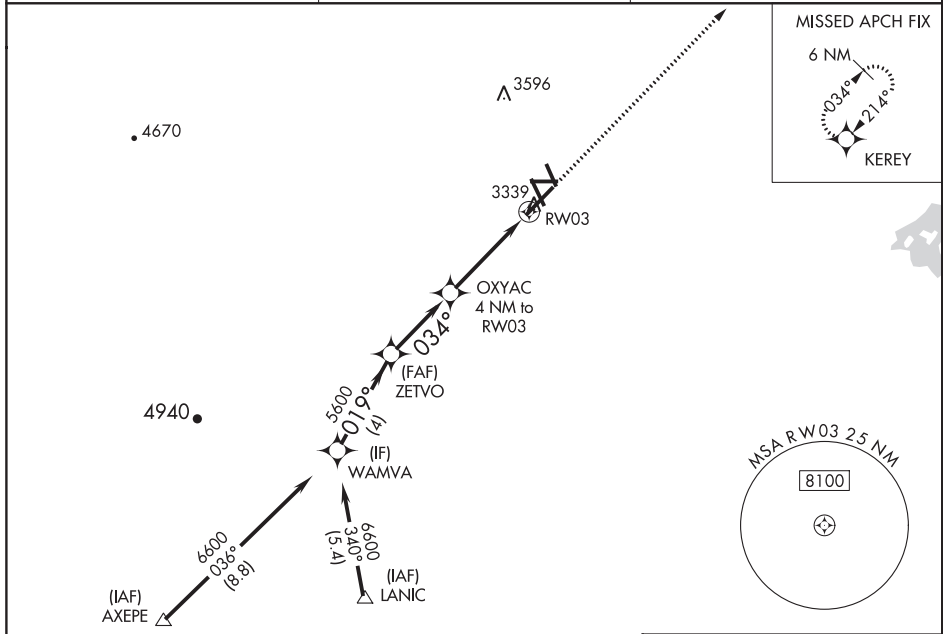 MISSED APCH FIX
6 NM
034°
214°
KEREY
3596
4670
3339
RW03
OXYAC
4 NM to
RW03
034°
(FAF)
ZETVO
4940
5600
019°
(4)
(IF)
WAMVA
MSA RW03 25 NM
8100
6600
036°
(8.8)
6600
340°
(5.4)
(IAF)
AXEPE
(IAF)
LANIC